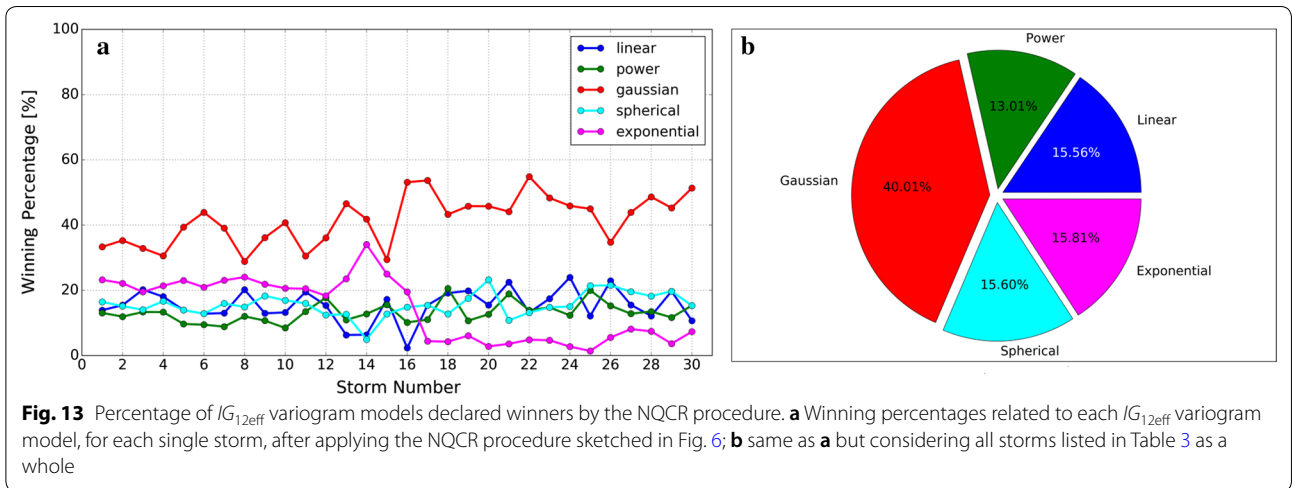 a
100
80
60
40
20
0
Winning Percentage [%]
linear
power
gaussian
spherical
exponential
0 2 4 6 8 10 12 14 16 18 20 22 24 26 28 30
Storm Number
b
Power
13.01%
Linear
15.56%
Gaussian
40.01%
15.81%
Exponential
15.60%
Spherical
Fig. 13 Percentage of IG12eff variogram models declared winners by the NQCR procedure. a Winning percentages related to each IG12eff variogram
model, for each single storm, after applying the NQCR procedure sketched in Fig. 6; b same as a but considering all storms listed in Table 3 as a
whole